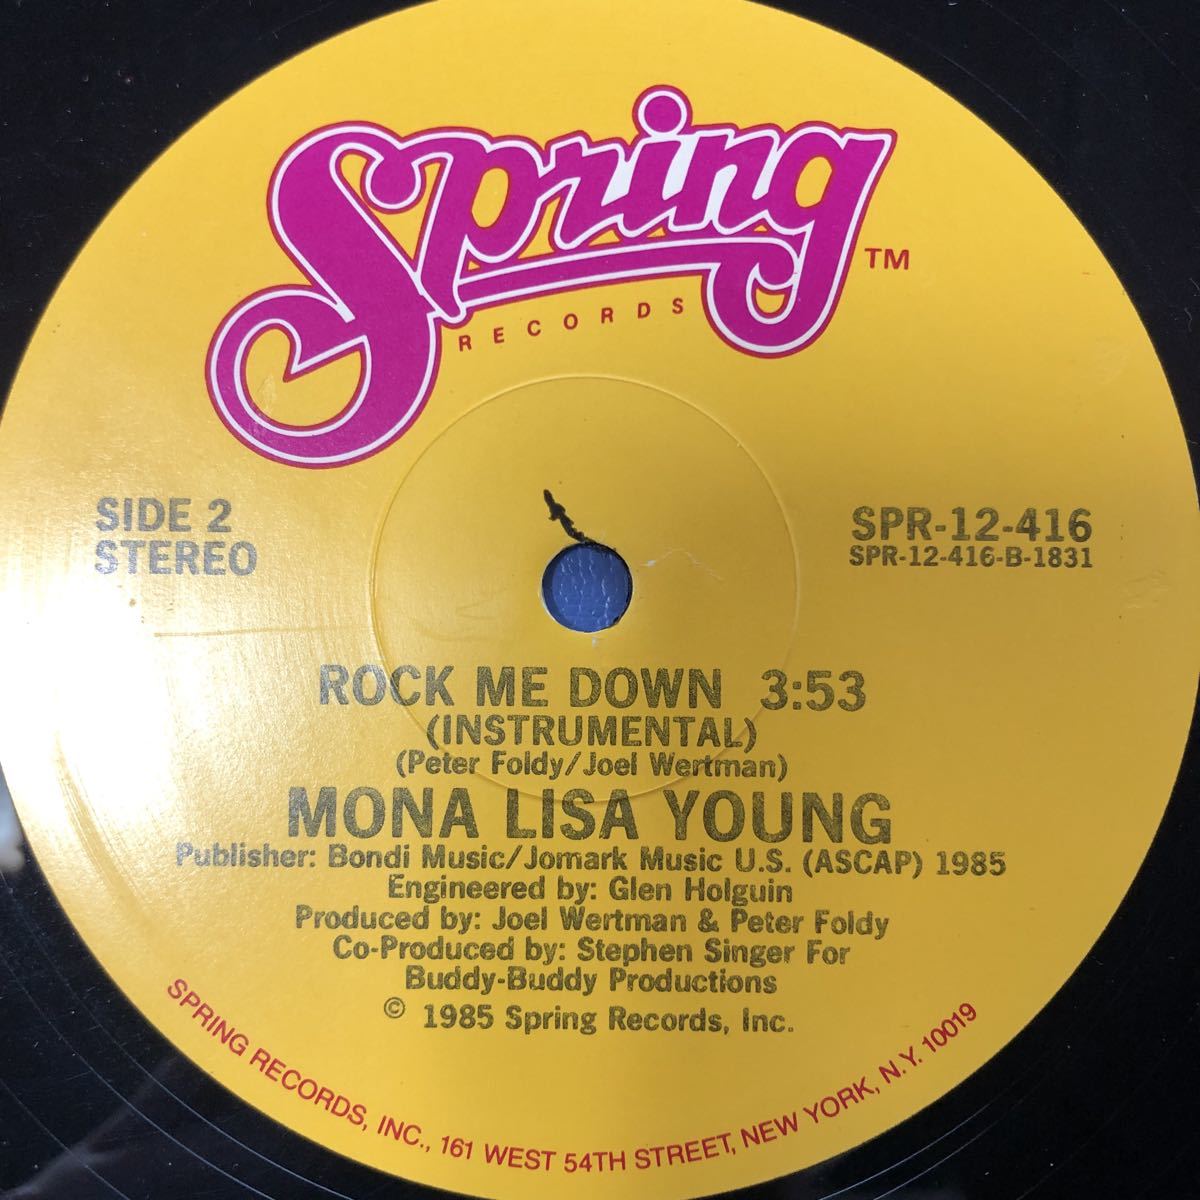 Spring TM
RECORDS
SIDE 2
STEREO
SPR-12-416
SPR-12-416-B-1831
ROCK ME DOWN 3:53
(INSTRUMENTAL)
(Peter Foldy/Joel Wertman)
MONA LISA YOUNG
Publisher: Bondi Music/Jomark Music U.S. (ASCAP) 1985
Engineered by: Glen Holguin
Produced by: Joel Wertman & Peter Foldy
Co-Produced by: Stephen Singer For
Buddy-Buddy Productions
© 1985 Spring Records, Inc.
SPRING RECORDS, INC., 161 WEST 54TH STREET, NEW YORK, N.Y. 10019